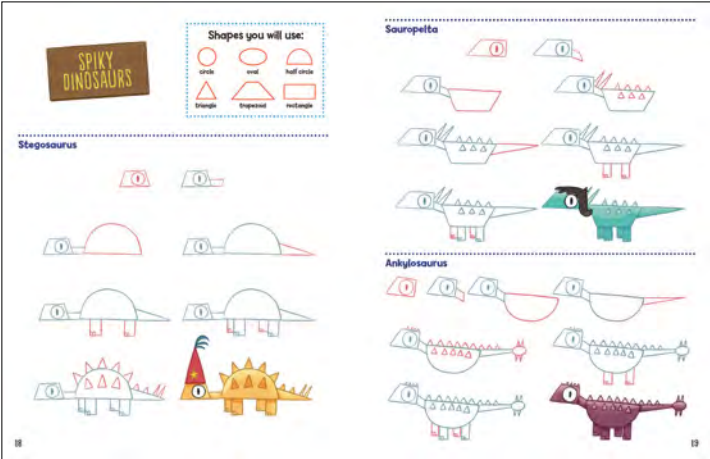 SPIKY
DINOSAURS
Shapes you will use:
circle
oval
half circle
triangle
trapezoid
rectangle
Stegosaurus
18
Sauropelta
Ankylosaurus
19